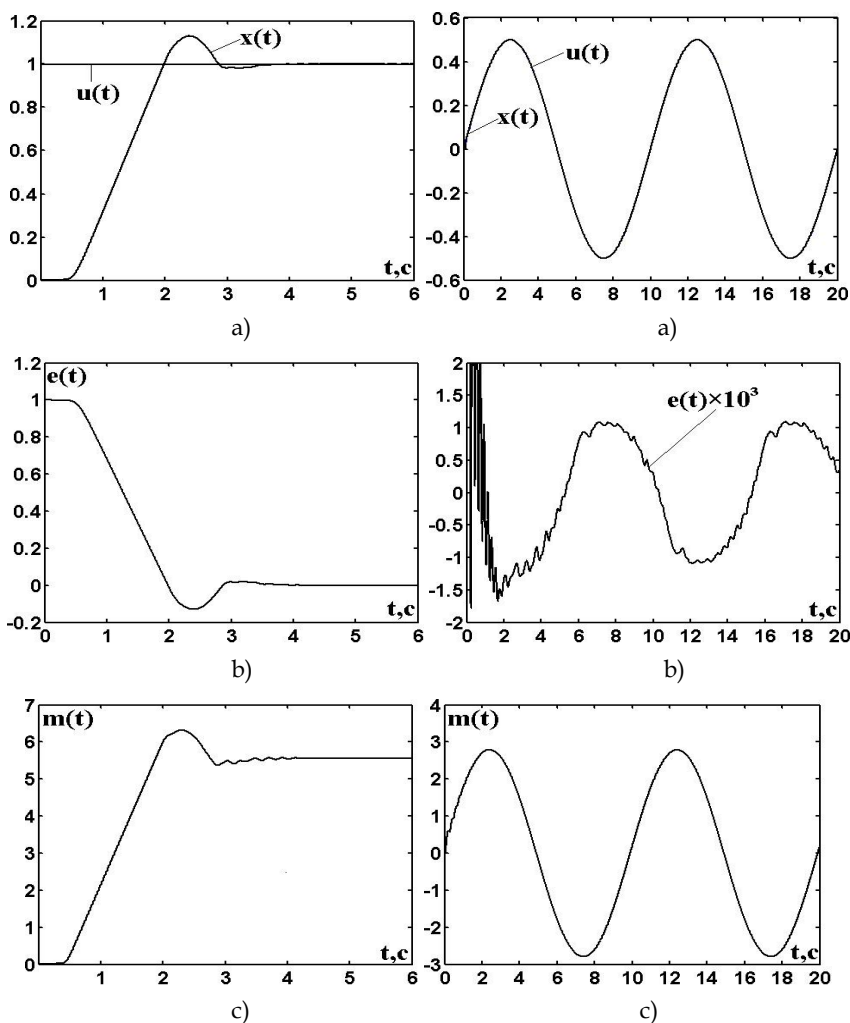 1.2
1
0.8
0.6
0.4
0.2
0
x(t)
u(t)
t,c
1 2 3 4 5 6
a)
0.6
0.4
0.2
0
-0.2
-0.4
-0.6
u(t)
x(t)
t,c
0 2 4 6 8 10 12 14 16 18 20
a)
1.2
e(t)
1
0.8
0.6
0.4
0.2
0
-0.2
t,c
0 1 2 3 4 5 6
b)
2
1.5
1
0.5
0
-0.5
-1
-1.5
-2
e(t)×10³
t,c
0 2 4 6 8 10 12 14 16 18 20
b)
7
m(t)
6
5
4
3
2
1
0
t,c
1 2 3 4 5 6
c)
4
m(t)
3
2
1
0
-1
-2
-3
t,c
0 2 4 6 8 10 12 14 16 18 20
c)